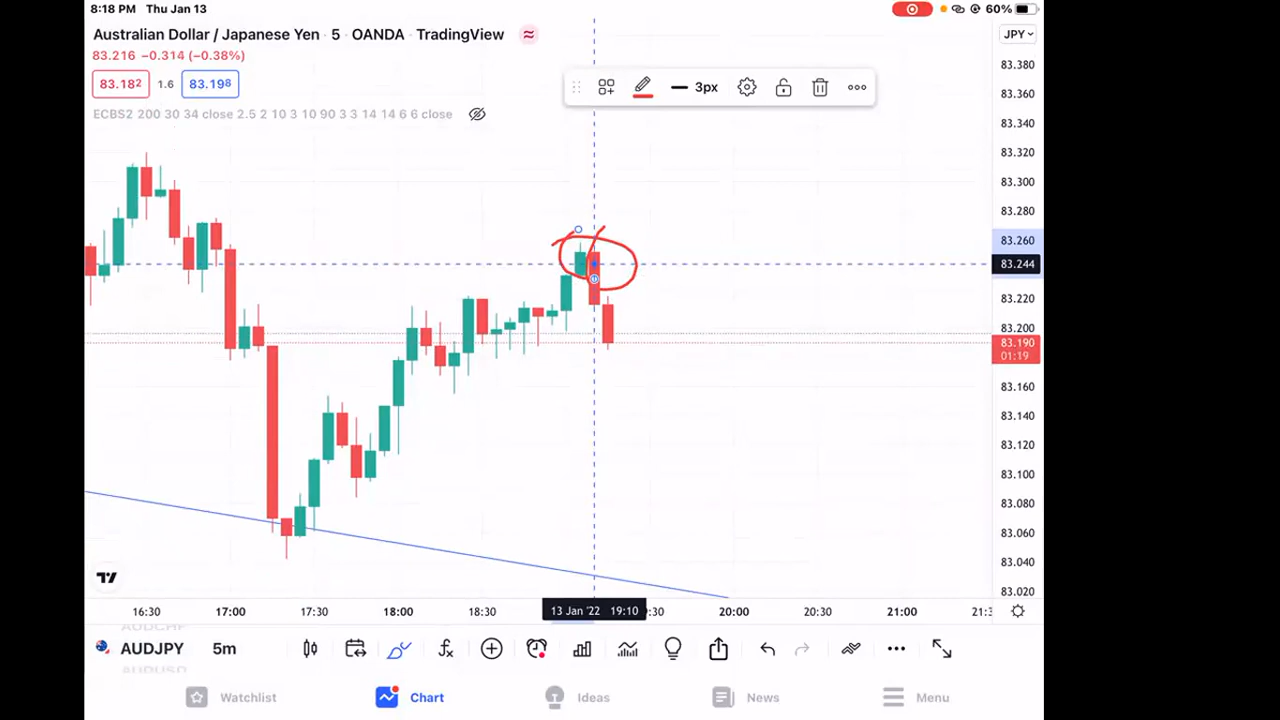 8:18 PM Thu Jan 13 60%
Australian Dollar / Japanese Yen · 5 · OANDA · TradingView
JPY
83.216 −0.314 (−0.38%)
83.182 1.6 83.198
3px
ECBS2 200 30 34 close 2.5 2 10 3 10 90 3 3 14 14 6 6 close
83.380
83.360
83.340
83.320
83.300
83.280
83.260
83.244
83.220
83.200
83.190
01:19
83.160
83.140
83.120
83.100
83.080
83.060
83.040
83.020
16:30 17:00 17:30 18:00 18:30 13 Jan '22 19:10 :30 20:00 20:30 21:00 21:3
AUDCHF
AUDJPY 5m
AUDUSD
Watchlist Chart Ideas News Menu